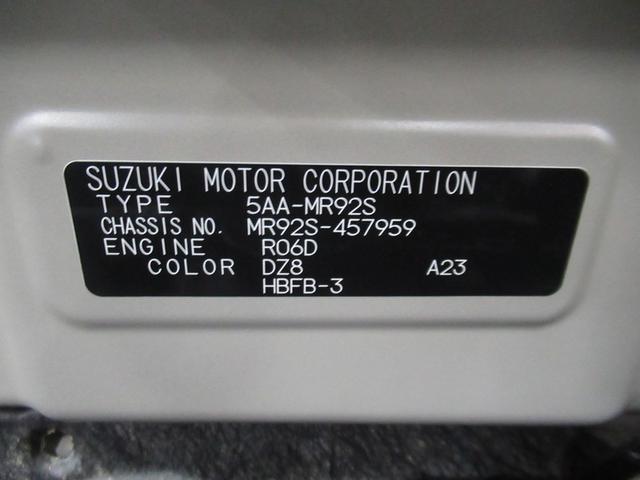 SUZUKI MOTOR CORPORATION
TYPE 5AA-MR92S
CHASSIS NO. MR92S-457959
ENGINE R06D
COLOR DZ8 A23
HBFB-3